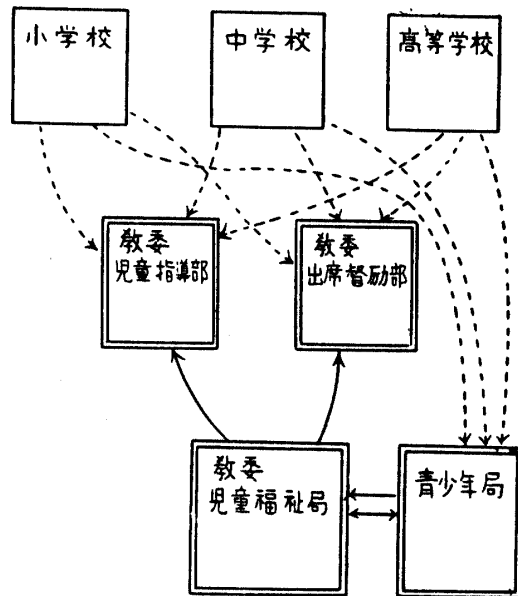 小学校
中学校
高等学校
教委
児童指導部
教委
出席督励部
教委
児童福祉局
青少年局